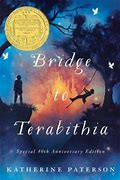 Bridge
to
Terabithia
Special 40th Anniversary Edition
KATHERINE PATERSON